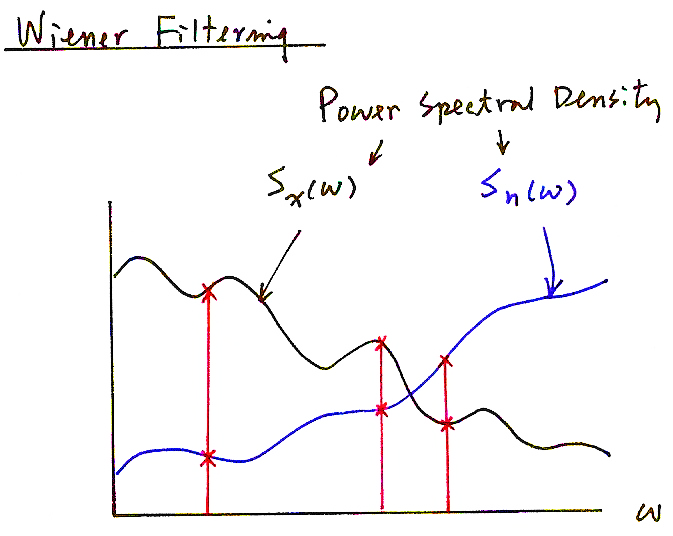 Wiener Filtering
Power Spectral Density
Sx(ω) Sn(ω)
ω